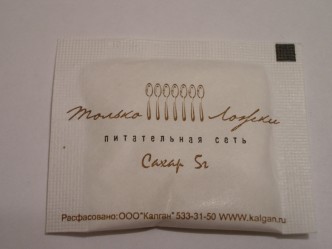 только Ложки
питательная сеть
Сахар 5г
Расфасовано: ООО"Калган" 533-31-50 WWW.kalgan.ru